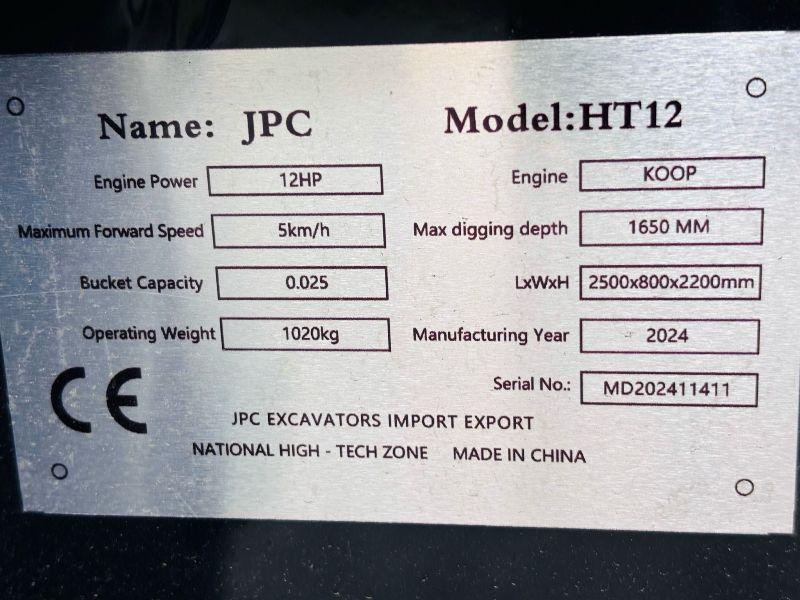 Name: JPC Model:HT12
Engine Power 12HP Engine KOOP
Maximum Forward Speed 5km/h Max digging depth 1650 MM
Bucket Capacity 0.025 LxWxH 2500x800x2200mm
Operating Weight 1020kg Manufacturing Year 2024
Serial No.: MD202411411
CE
JPC EXCAVATORS IMPORT EXPORT
NATIONAL HIGH - TECH ZONE MADE IN CHINA